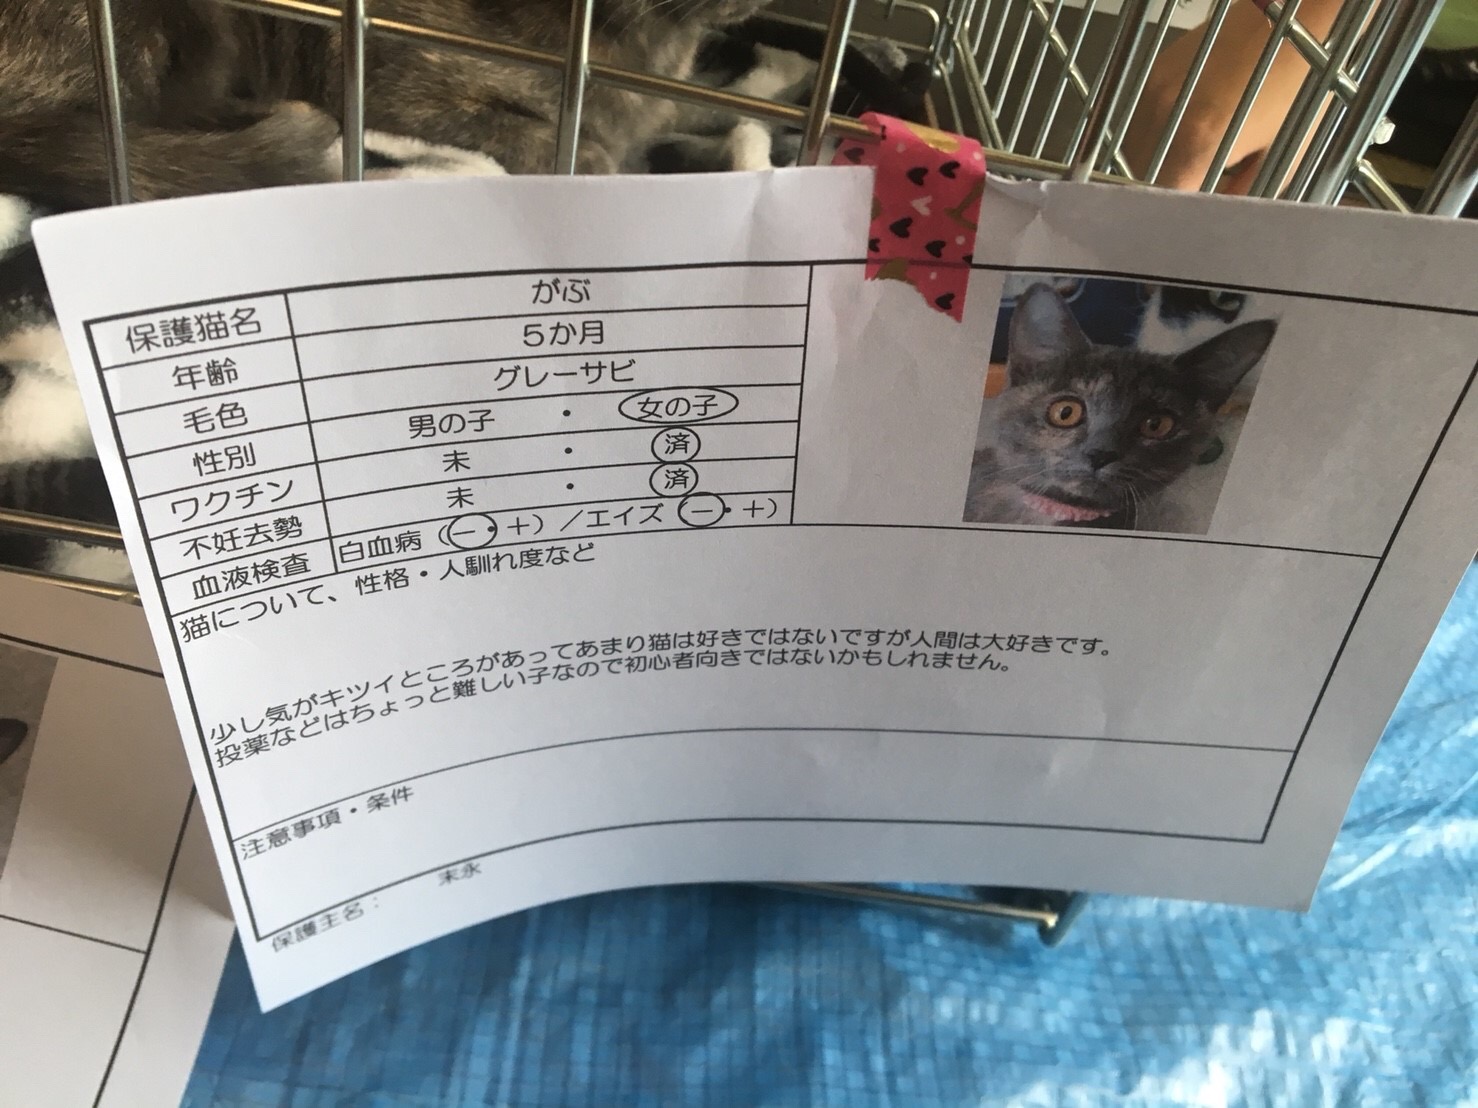 保護猫名 がぶ
年齢 5か月
毛色 グレーサビ
性別 男の子 ・ 女の子
ワクチン 未 ・ 済
不妊去勢 未 ・ 済
血液検査 白血病（－・＋）／エイズ（－・＋）
猫について、性格・人馴れ度など
少し気がキツイところがあってあまり猫は好きではないですが人間は大好きです。
投薬などはちょっと難しい子なので初心者向きではないかもしれません。
注意事項・条件
保護主名： 末永